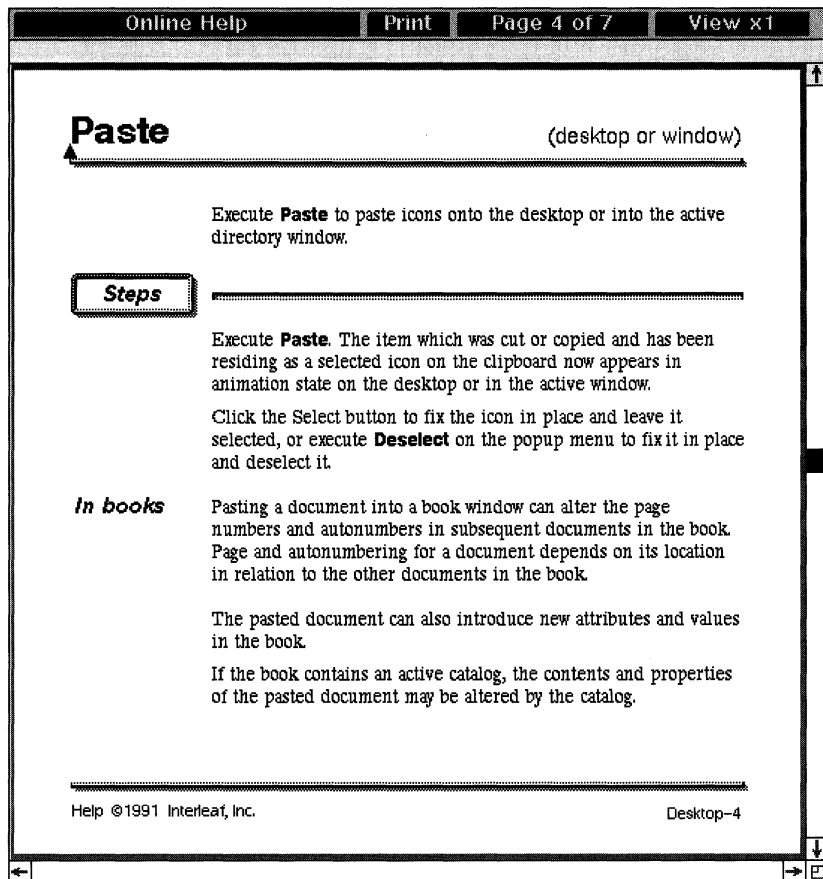 Online Help Print Page 4 of 7 View x1
Paste (desktop or window)
Execute Paste to paste icons onto the desktop or into the active
directory window.
Steps
Execute Paste. The item which was cut or copied and has been
residing as a selected icon on the clipboard now appears in
animation state on the desktop or in the active window.
Click the Select button to fix the icon in place and leave it
selected, or execute Deselect on the popup menu to fix it in place
and deselect it.
In books Pasting a document into a book window can alter the page
numbers and autonumbers in subsequent documents in the book.
Page and autonumbering for a document depends on its location
in relation to the other documents in the book.
The pasted document can also introduce new attributes and values
in the book.
If the book contains an active catalog, the contents and properties
of the pasted document may be altered by the catalog.
Help ©1991 Interleaf, Inc. Desktop–4